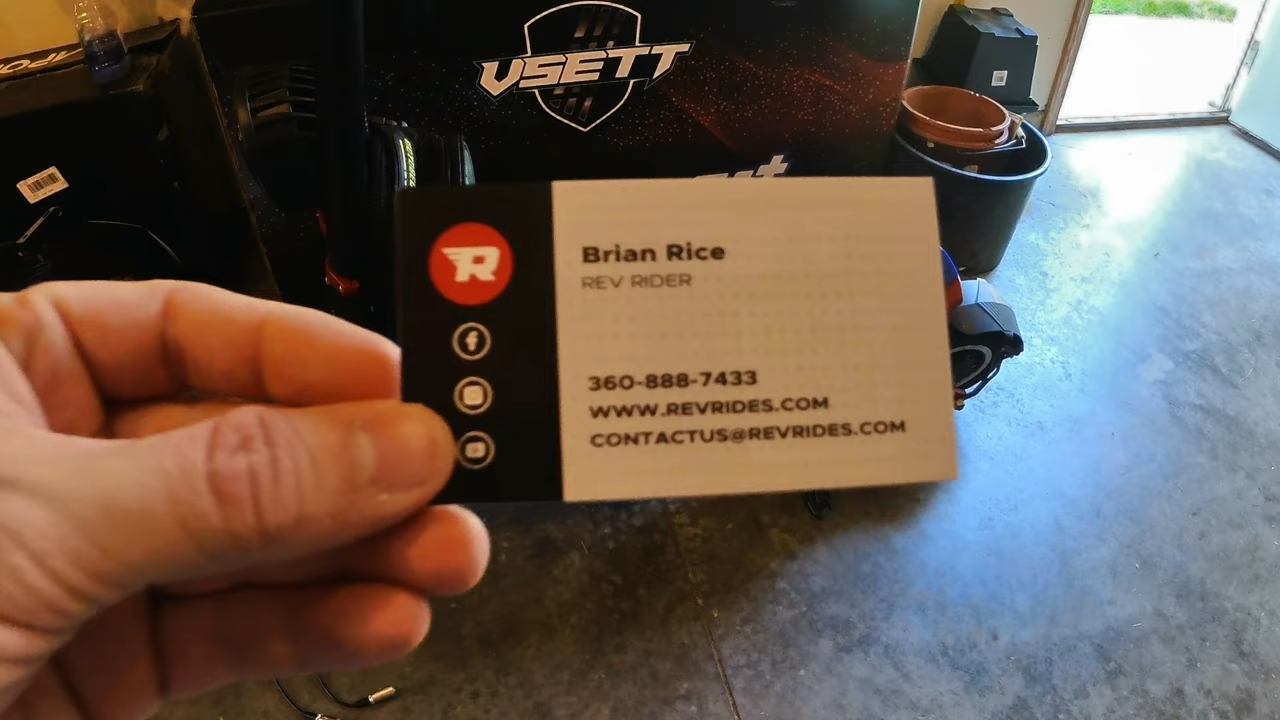 VSETT
R
Brian Rice
REV RIDER
360-888-7433
WWW.REVRIDES.COM
CONTACTUS@REVRIDES.COM